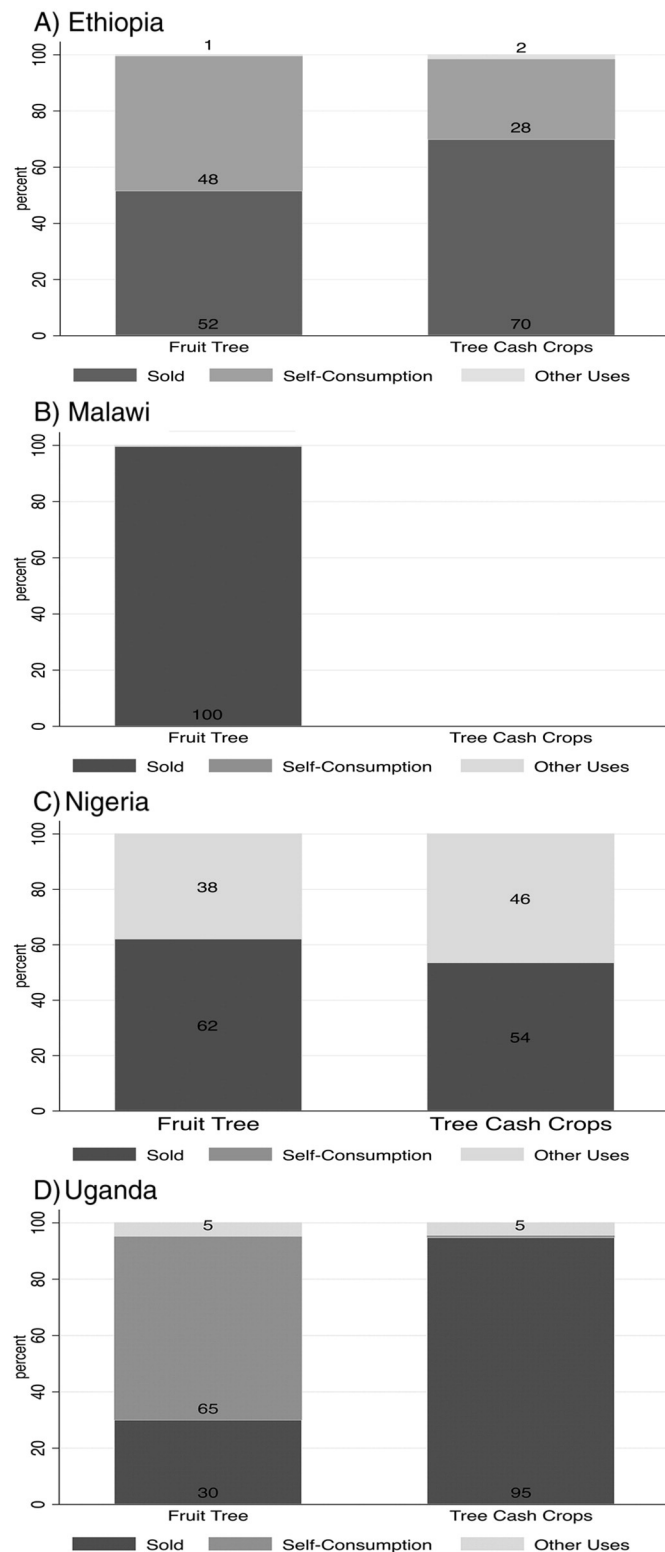 A) Ethiopia
100
80
60
40
20
0
percent
1
48
52
2
28
70
Fruit Tree
Tree Cash Crops
Sold Self-Consumption Other Uses
B) Malawi
100
80
60
40
20
0
percent
100
Fruit Tree
Tree Cash Crops
Sold Self-Consumption Other Uses
C) Nigeria
100
80
60
40
20
0
percent
38
62
46
54
Fruit Tree
Tree Cash Crops
Sold Self-Consumption Other Uses
D) Uganda
100
80
60
40
20
0
percent
5
65
30
5
95
Fruit Tree
Tree Cash Crops
Sold Self-Consumption Other Uses